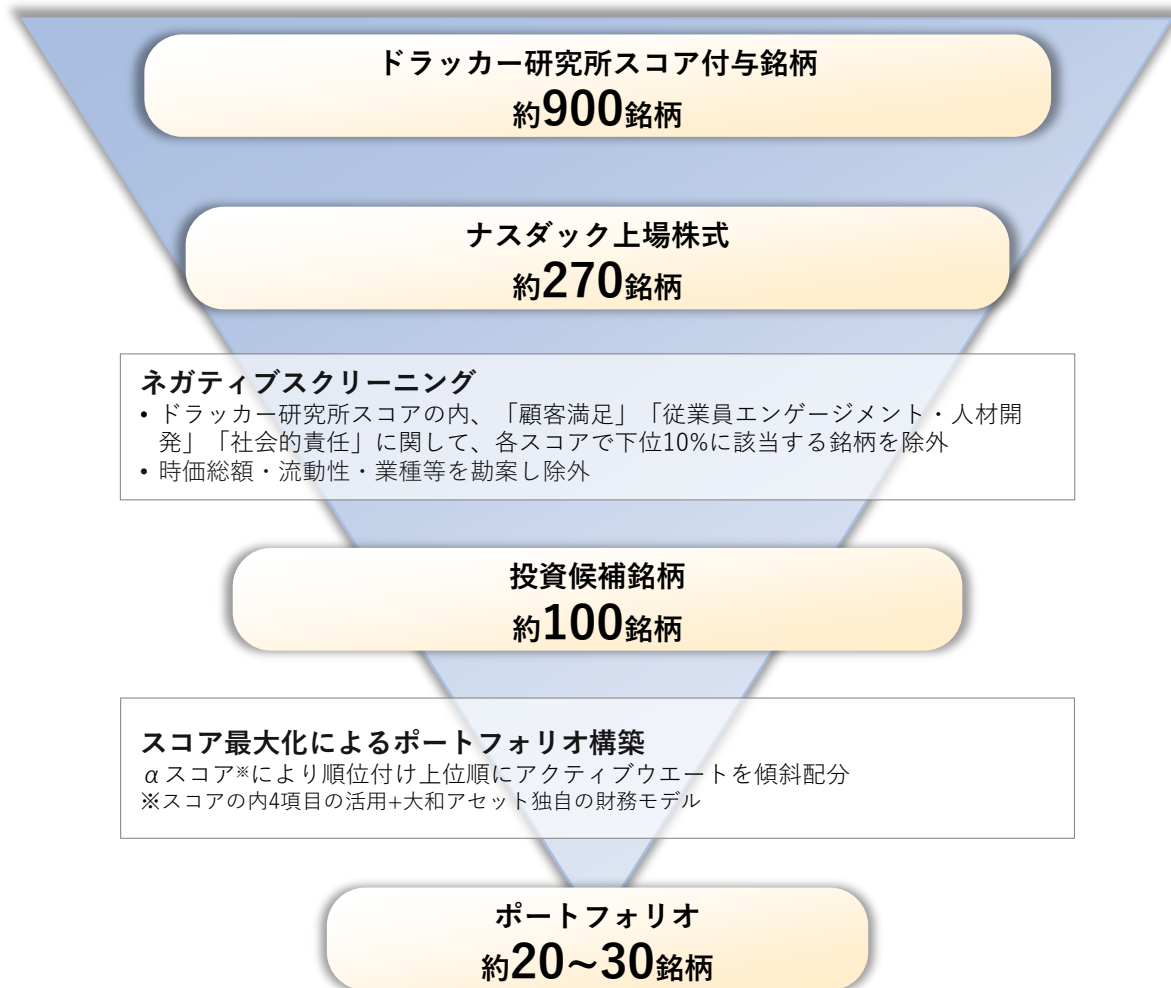 ドラッカー研究所スコア付与銘柄
約900銘柄
ナスダック上場株式
約270銘柄
ネガティブスクリーニング
• ドラッカー研究所スコアの内、「顧客満足」「従業員エンゲージメント・人材開
発」「社会的責任」に関して、各スコアで下位10%に該当する銘柄を除外
• 時価総額・流動性・業種等を勘案し除外
投資候補銘柄
約100銘柄
スコア最大化によるポートフォリオ構築
αスコア※により順位付け上位順にアクティブウエートを傾斜配分
※スコアの内4項目の活用+大和アセット独自の財務モデル
ポートフォリオ
約20~30銘柄